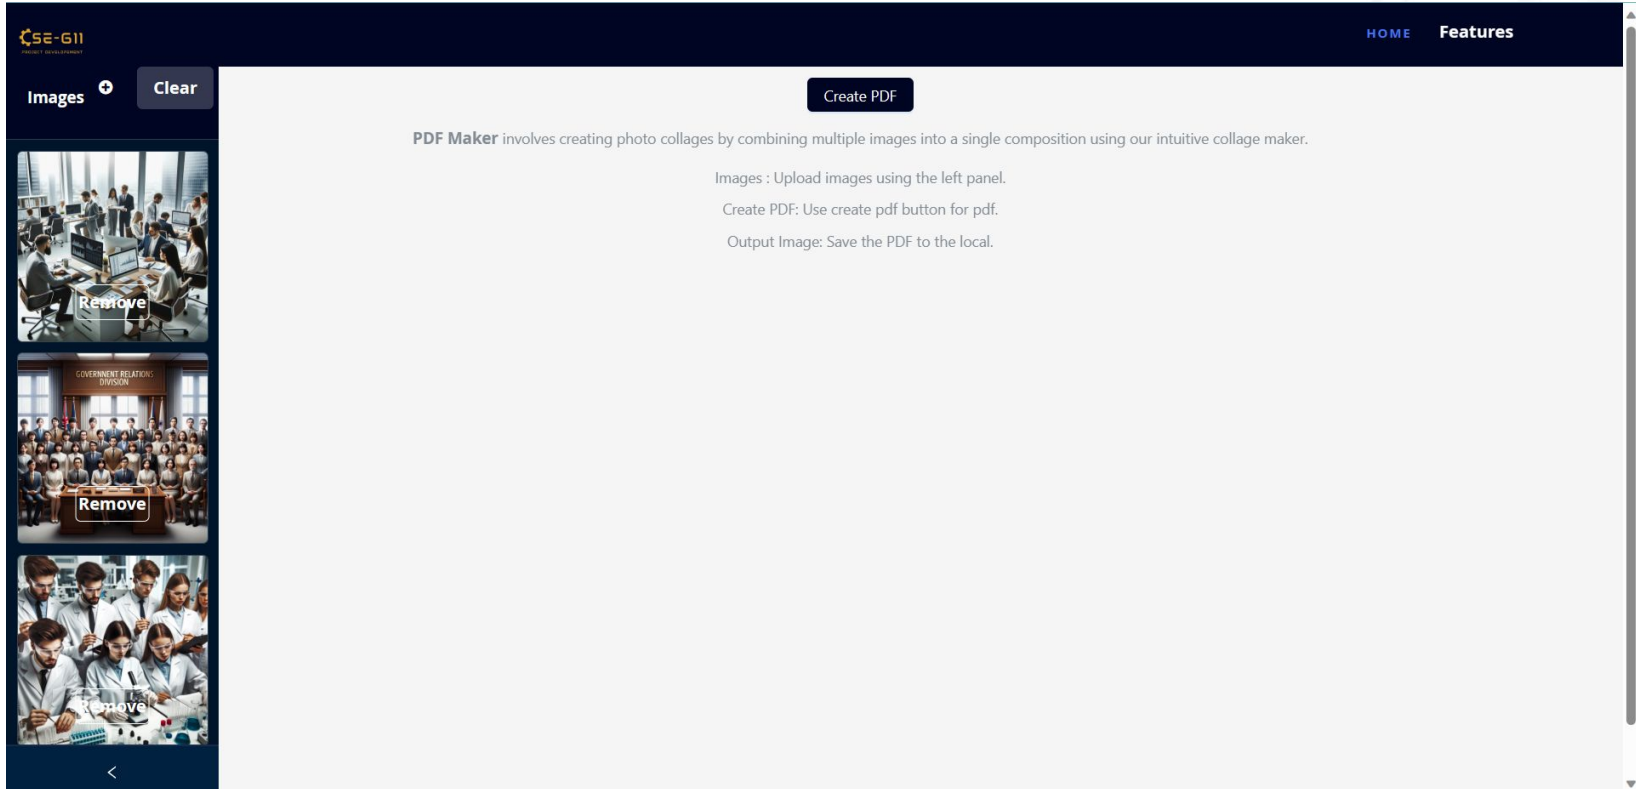 CSE-G11
PROJECT DEVELOPEMENT
HOME
Features
Images
Clear
Create PDF
PDF Maker involves creating photo collages by combining multiple images into a single composition using our intuitive collage maker.
Images : Upload images using the left panel.
Create PDF: Use create pdf button for pdf.
Output Image: Save the PDF to the local.
Remove
GOVERNMENT RELATIONS
DIVISION
Remove
Remove